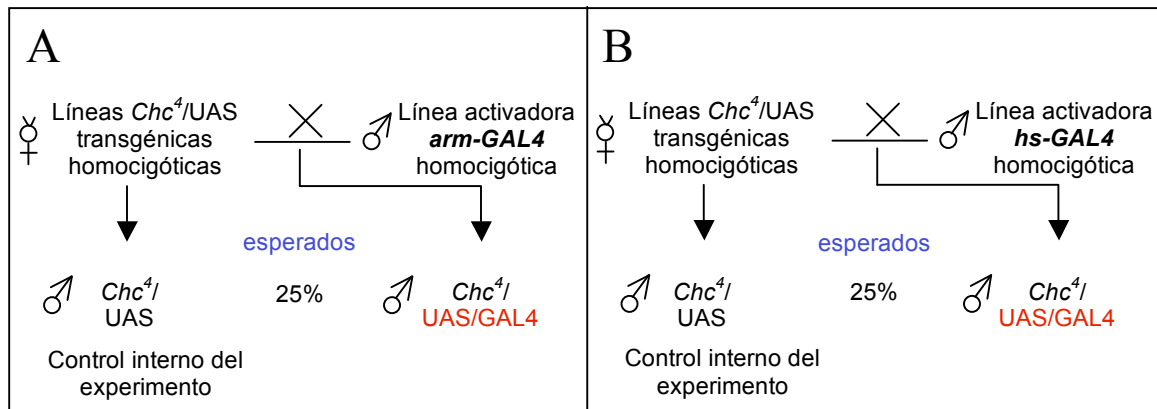 A
Líneas Chc⁴/UAS
transgénicas
homocigóticas
Línea activadora
arm-GAL4
homocigótica
esperados
Chc⁴/
UAS
25%
Chc⁴/
UAS/GAL4
Control interno del
experimento
B
Líneas Chc⁴/UAS
transgénicas
homocigóticas
Línea activadora
hs-GAL4
homocigótica
esperados
Chc⁴/
UAS
25%
Chc⁴/
UAS/GAL4
Control interno del
experimento